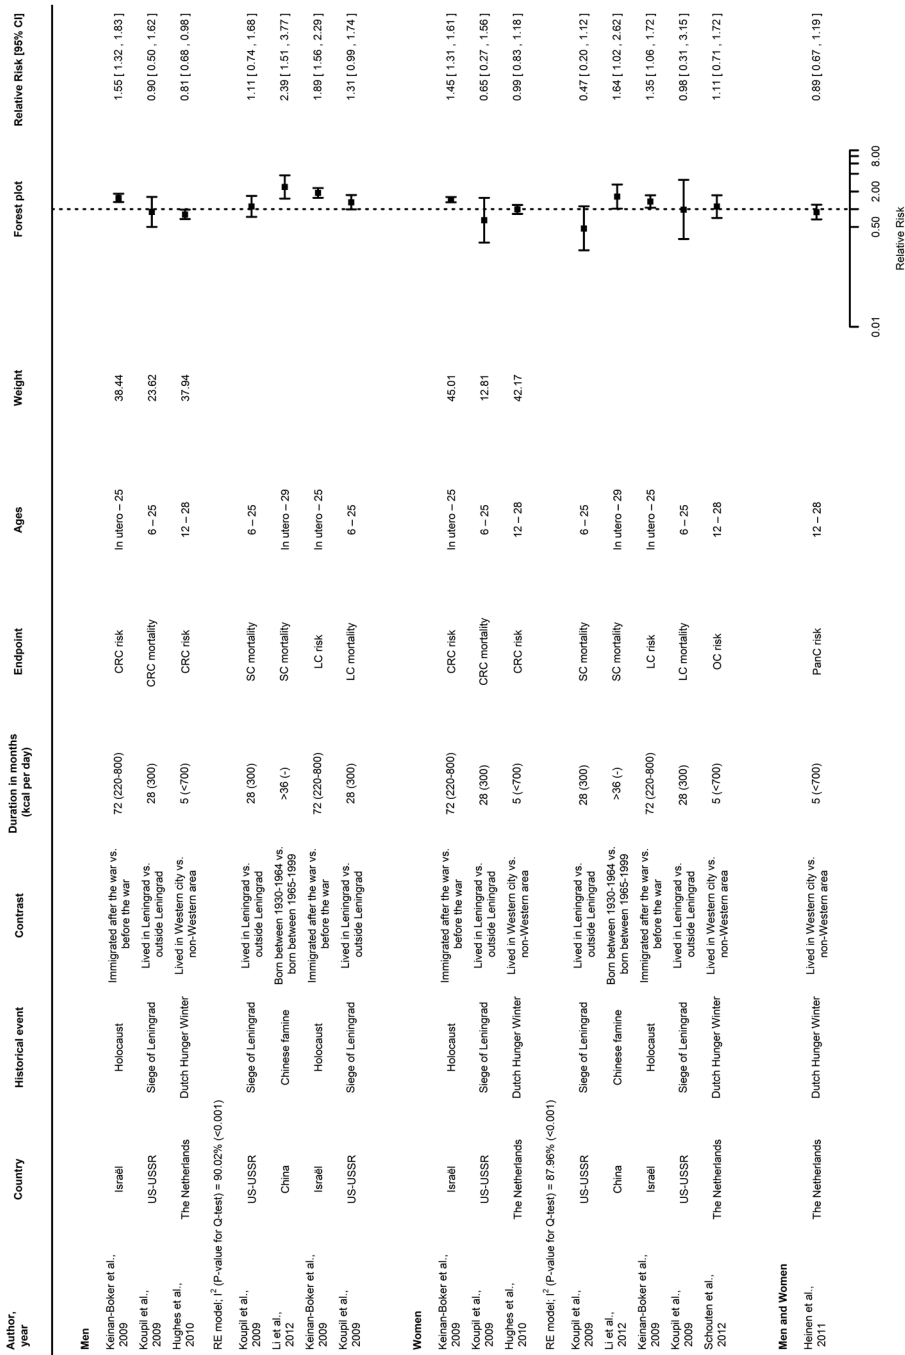 Author, year Country Historical event Contrast Duration in months (kcal per day) Endpoint Ages Weight Forest plot Relative Risk [95% CI]
Men
Keinan-Boker et al., 2009 Israël Holocaust Immigrated after the war vs. before the war 72 (220-800) CRC risk In utero – 25 38.44 1.55 [ 1.32 , 1.83 ]
Koupil et al., 2009 US-USSR Siege of Leningrad Lived in Leningrad vs. outside Leningrad 28 (300) CRC mortality 6 – 25 23.62 0.90 [ 0.50 , 1.62 ]
Hughes et al., 2010 The Netherlands Dutch Hunger Winter Lived in Western city vs. non-Western area 5 (<700) CRC risk 12 – 28 37.94 0.81 [ 0.68 , 0.98 ]
RE model; I² (P-value for Q-test) = 90.02% (<0.001)
Koupil et al., 2009 US-USSR Siege of Leningrad Lived in Leningrad vs. outside Leningrad 28 (300) SC mortality 6 – 25 1.11 [ 0.74 , 1.68 ]
Li et al., 2012 China Chinese famine Born between 1930-1964 vs. born between 1965-1999 >36 (-) SC mortality In utero – 29 2.39 [ 1.51 , 3.77 ]
Keinan-Boker et al., 2009 Israël Holocaust Immigrated after the war vs. before the war 72 (220-800) LC risk In utero – 25 1.89 [ 1.56 , 2.29 ]
Koupil et al., 2009 US-USSR Siege of Leningrad Lived in Leningrad vs. outside Leningrad 28 (300) LC mortality 6 – 25 1.31 [ 0.99 , 1.74 ]
Women
Keinan-Boker et al., 2009 Israël Holocaust Immigrated after the war vs. before the war 72 (220-800) CRC risk In utero – 25 45.01 1.45 [ 1.31 , 1.61 ]
Koupil et al., 2009 US-USSR Siege of Leningrad Lived in Leningrad vs. outside Leningrad 28 (300) CRC mortality 6 – 25 12.81 0.65 [ 0.27 , 1.56 ]
Hughes et al., 2010 The Netherlands Dutch Hunger Winter Lived in Western city vs. non-Western area 5 (<700) CRC risk 12 – 28 42.17 0.99 [ 0.83 , 1.18 ]
RE model; I² (P-value for Q-test) = 87.96% (<0.001)
Koupil et al., 2009 US-USSR Siege of Leningrad Lived in Leningrad vs. outside Leningrad 28 (300) SC mortality 6 – 25 0.47 [ 0.20 , 1.12 ]
Li et al., 2012 China Chinese famine Born between 1930-1964 vs. born between 1965-1999 >36 (-) SC mortality In utero – 29 1.64 [ 1.02 , 2.62 ]
Keinan-Boker et al., 2009 Israël Holocaust Immigrated after the war vs. before the war 72 (220-800) LC risk In utero – 25 1.35 [ 1.06 , 1.72 ]
Koupil et al., 2009 US-USSR Siege of Leningrad Lived in Leningrad vs. outside Leningrad 28 (300) LC mortality 6 – 25 0.98 [ 0.31 , 3.15 ]
Schouten et al., 2012 The Netherlands Dutch Hunger Winter Lived in Western city vs. non-Western area 5 (<700) OC risk 12 – 28 1.11 [ 0.71 , 1.72 ]
Men and Women
Heinen et al., 2011 The Netherlands Dutch Hunger Winter Lived in Western city vs. non-Western area 5 (<700) PanC risk 12 – 28 0.89 [ 0.67 , 1.19 ]
0.01 0.50 2.00 8.00
Relative Risk